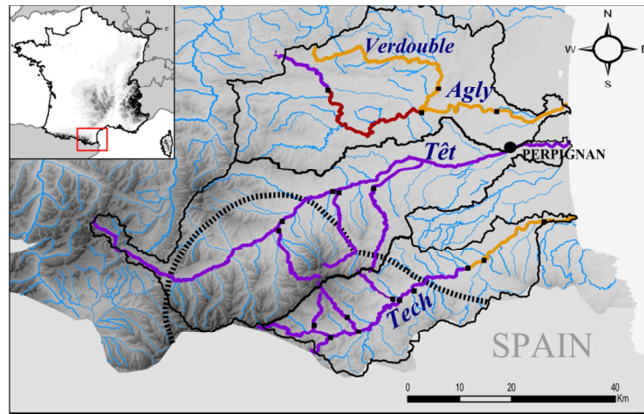 N
W
E
S
N
W
E
S
Verdouble
Agly
Têt
PERPIGNAN
Tech
SPAIN
0
10
20
40
Km